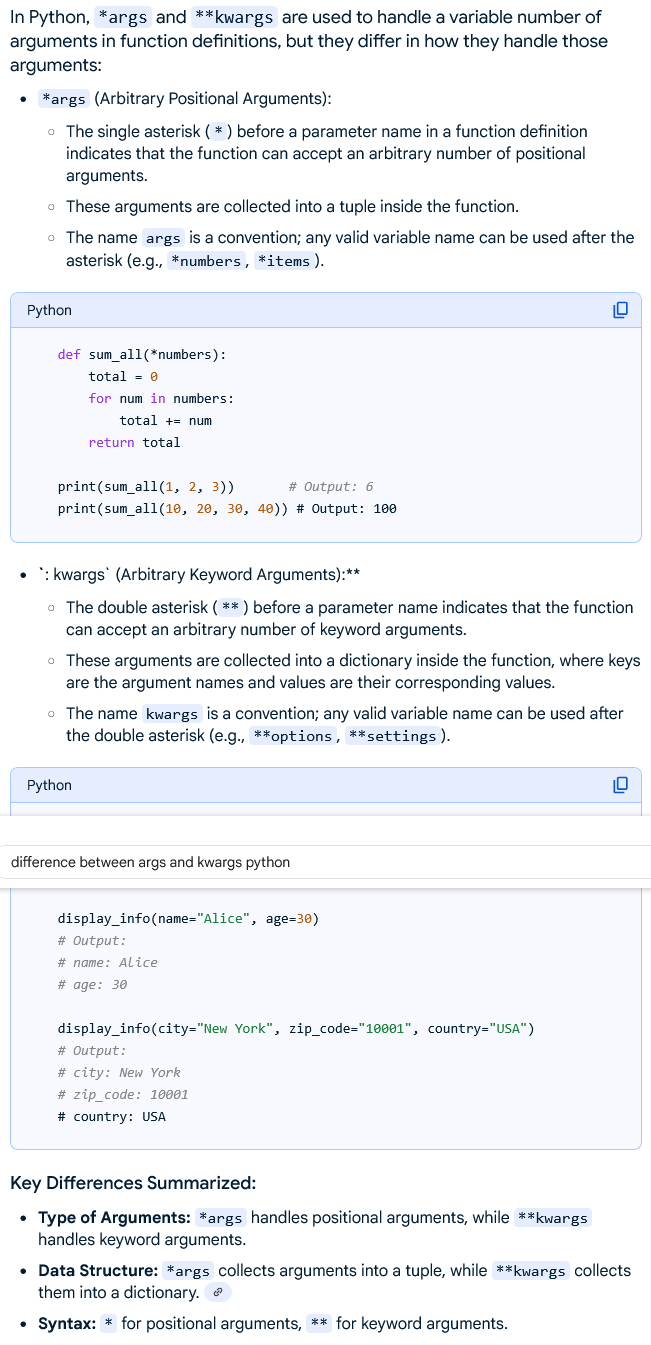 In Python, *args and **kwargs are used to handle a variable number of
arguments in function definitions, but they differ in how they handle those
arguments:
• *args (Arbitrary Positional Arguments):
◦ The single asterisk ( * ) before a parameter name in a function definition
indicates that the function can accept an arbitrary number of positional
arguments.
◦ These arguments are collected into a tuple inside the function.
◦ The name args is a convention; any valid variable name can be used after the
asterisk (e.g., *numbers , *items ).
Python
def sum_all(*numbers):
    total = 0
    for num in numbers:
        total += num
    return total
print(sum_all(1, 2, 3))       # Output: 6
print(sum_all(10, 20, 30, 40)) # Output: 100
• `: kwargs` (Arbitrary Keyword Arguments):**
◦ The double asterisk ( ** ) before a parameter name indicates that the function
can accept an arbitrary number of keyword arguments.
◦ These arguments are collected into a dictionary inside the function, where keys
are the argument names and values are their corresponding values.
◦ The name kwargs is a convention; any valid variable name can be used after
the double asterisk (e.g., **options , **settings ).
Python
difference between args and kwargs python
display_info(name="Alice", age=30)
# Output:
# name: Alice
# age: 30
display_info(city="New York", zip_code="10001", country="USA")
# Output:
# city: New York
# zip_code: 10001
# country: USA
Key Differences Summarized:
• Type of Arguments: *args handles positional arguments, while **kwargs
handles keyword arguments.
• Data Structure: *args collects arguments into a tuple, while **kwargs collects
them into a dictionary.
• Syntax: * for positional arguments, ** for keyword arguments.